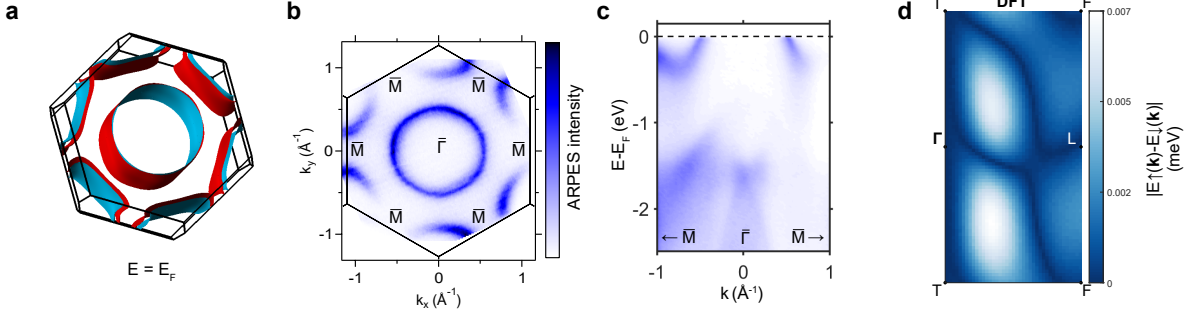 a
E = E_F
b
1
0
-1
k_y (Å⁻¹)
M̄ M̄
M̄ Γ̄ M̄
M̄ M̄
-1 0 1
k_x (Å⁻¹)
ARPES intensity
c
0
-1
-2
E-E_F (eV)
← M̄ Γ̄ M̄ →
-1 0 1
k (Å⁻¹)
d
T DFT F
Γ L
T F
0.007
0.005
0.002
0
|E↑(k)-E↓(k)|
(meV)